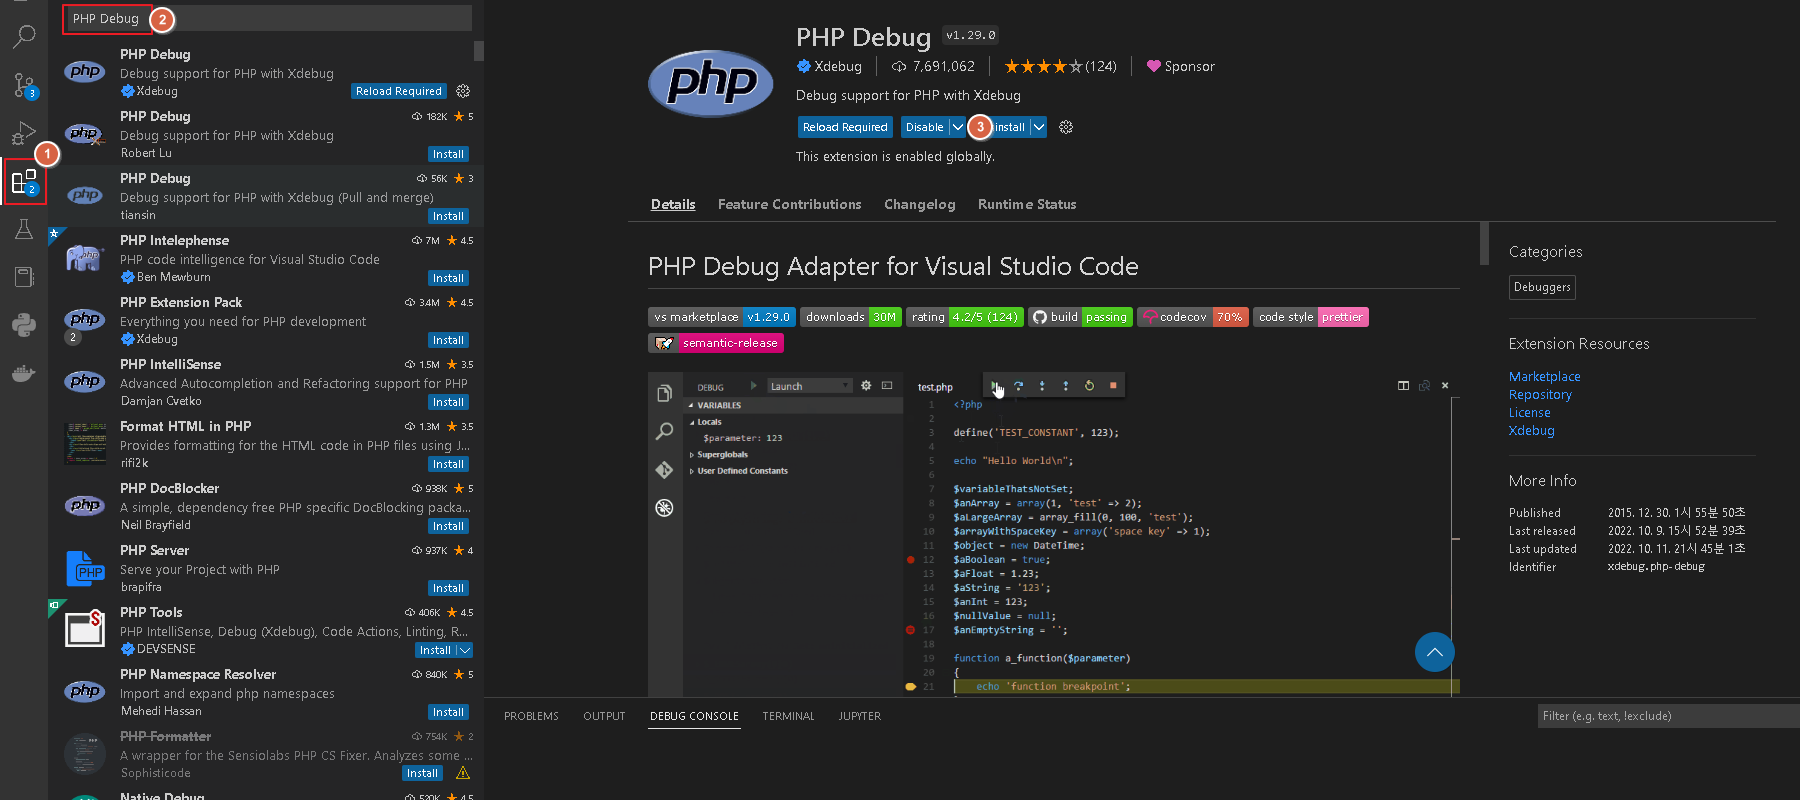 PHP Debug
2
1
3
2
PHP Debug
Debug support for PHP with Xdebug
Xdebug
Reload Required
PHP Debug
182K ★ 5
Debug support for PHP with Xdebug
Robert Lu
Install
PHP Debug
56K ★ 3
Debug support for PHP with Xdebug (Pull and merge)
tiansin
Install
PHP Intelephense
7M ★ 4.5
PHP code intelligence for Visual Studio Code
Ben Mewburn
Install
PHP Extension Pack
3.4M ★ 4.5
Everything you need for PHP development
2
Xdebug
Install
PHP IntelliSense
1.5M ★ 3.5
Advanced Autocompletion and Refactoring support for PHP
Damjan Cvetko
Install
Format HTML in PHP
1.3M ★ 3.5
Provides formatting for the HTML code in PHP files using J...
rifi2k
Install
PHP DocBlocker
938K ★ 5
A simple, dependency free PHP specific DocBlocking packa...
Neil Brayfield
Install
PHP Server
937K ★ 4
Serve your Project with PHP
brapifra
Install
PHP Tools
406K ★ 4.5
PHP IntelliSense, Debug (Xdebug), Code Actions, Linting, R...
DEVSENSE
Install
PHP Namespace Resolver
840K ★ 5
Import and expand php namespaces
Mehedi Hassan
Install
PHP Formatter
754K ★ 2
A wrapper for the Sensiolabs PHP CS Fixer. Analyzes some ...
Sophisticode
Install
Native Debug
520K ★ 4.5
php
PHP Debug v1.29.0
Xdebug 7,691,062 ★★★★☆(124) Sponsor
Debug support for PHP with Xdebug
Reload Required Disable 3 install
This extension is enabled globally.
Details Feature Contributions Changelog Runtime Status
PHP Debug Adapter for Visual Studio Code
vs marketplace v1.29.0 downloads 30M rating 4.2/5 (124) build passing codecov 70% code style prettier
semantic-release
DEBUG Launch
VARIABLES
Locals
$parameter: 123
Superglobals
User Defined Constants
test.php
1 <?php
2
3 define('TEST_CONSTANT', 123);
4
5 echo "Hello World\n";
6
7 $variableThatsNotSet;
8 $anArray = array(1, 'test' => 2);
9 $aLargeArray = array_fill(0, 100, 'test');
10 $arrayWithSpaceKey = array('space key' => 1);
11 $object = new DateTime;
12 $aBoolean = true;
13 $aFloat = 1.23;
14 $aString = '123';
15 $anInt = 123;
16 $nullValue = null;
17 $anEmptyString = '';
18
19 function a_function($parameter)
20 {
21 echo 'function breakpoint';
Categories
Debuggers
Extension Resources
Marketplace
Repository
License
Xdebug
More Info
Published 2015. 12. 30. 1시 55분 50초
Last released 2022. 10. 9. 15시 52분 39초
Last updated 2022. 10. 11. 21시 45분 1초
Identifier xdebug.php-debug
PROBLEMS OUTPUT DEBUG CONSOLE TERMINAL JUPYTER
Filter (e.g. text, !exclude)